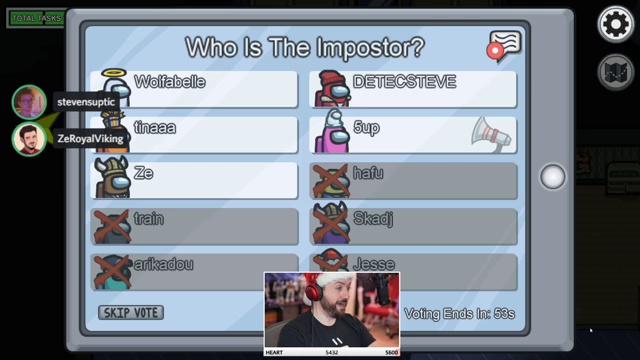 TOTAL TASKS
Who Is The Impostor?
Wolfabelle
DETECSTEVE
stevensuptic
tinaaa
5up
ZeRoyalViking
Ze
hafu
train
Skadj
arikadou
Jesse
SKIP VOTE
Voting Ends In: 53s
HEART
5432
5600